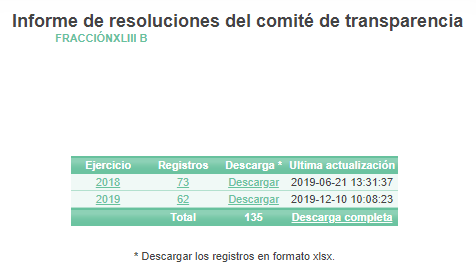 Informe de resoluciones del comité de transparencia
FRACCIÓNXLIII B
Ejercicio Registros Descarga * Ultima actualización
2018 73 Descargar 2019-06-21 13:31:37
2019 62 Descargar 2019-12-10 10:08:23
Total 135 Descarga completa
* Descargar los registros en formato xlsx.